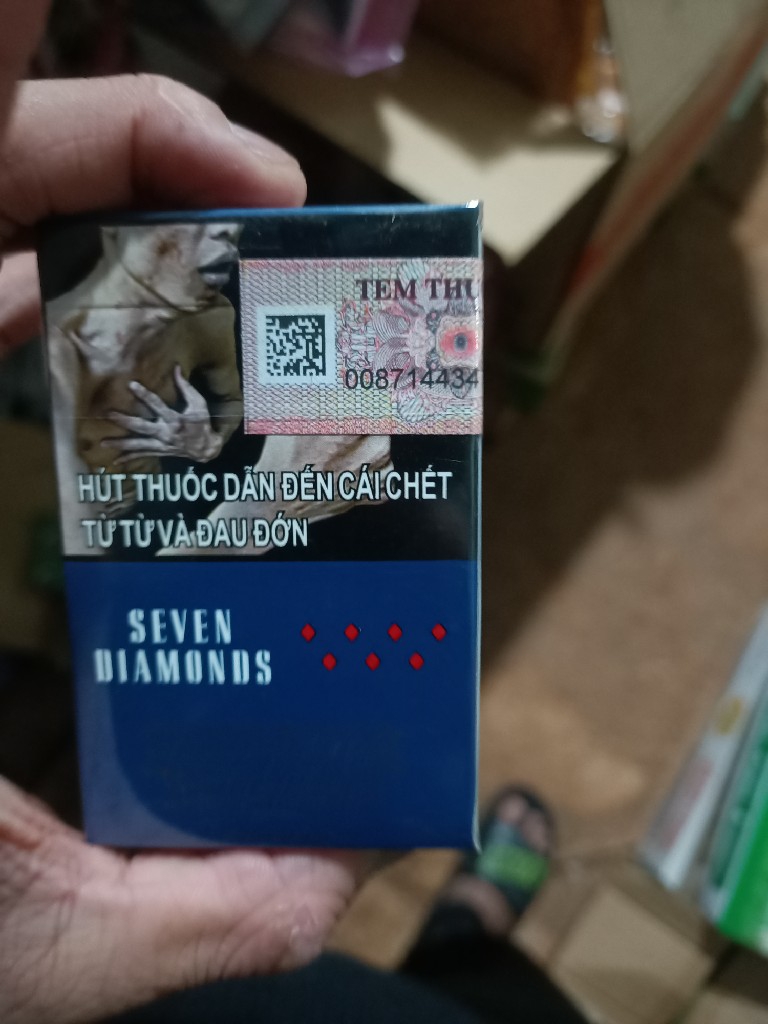 TEM THU
008714434
HÚT THUỐC DẪN ĐẾN CÁI CHẾT
TỪ TỪ VÀ ĐAU ĐỚN
SEVEN
DIAMONDS